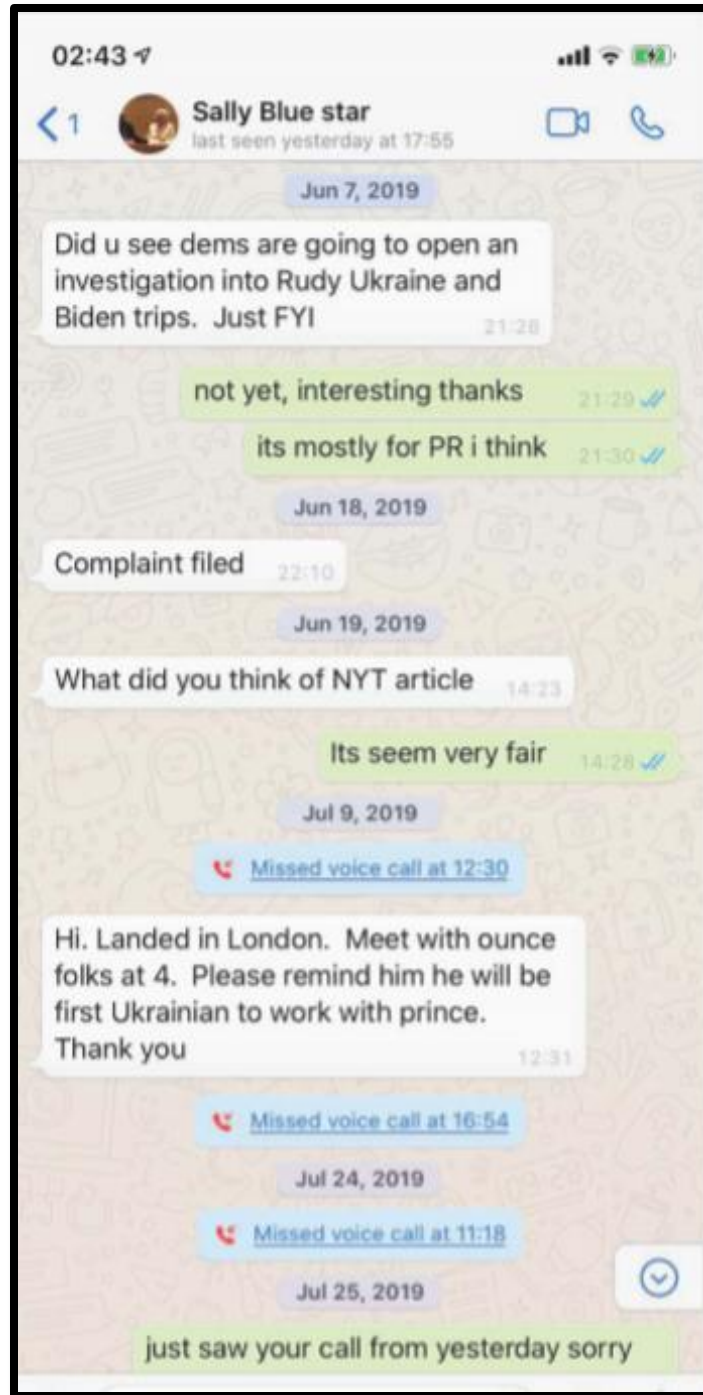 02:43
1
Sally Blue star
last seen yesterday at 17:55
Jun 7, 2019
Did u see dems are going to open an
investigation into Rudy Ukraine and
Biden trips.  Just FYI 21:28
not yet, interesting thanks 21:29
its mostly for PR i think 21:30
Jun 18, 2019
Complaint filed 22:10
Jun 19, 2019
What did you think of NYT article 14:23
Its seem very fair 14:28
Jul 9, 2019
Missed voice call at 12:30
Hi. Landed in London.  Meet with ounce
folks at 4.  Please remind him he will be
first Ukrainian to work with prince.
Thank you 12:31
Missed voice call at 16:54
Jul 24, 2019
Missed voice call at 11:18
Jul 25, 2019
just saw your call from yesterday sorry